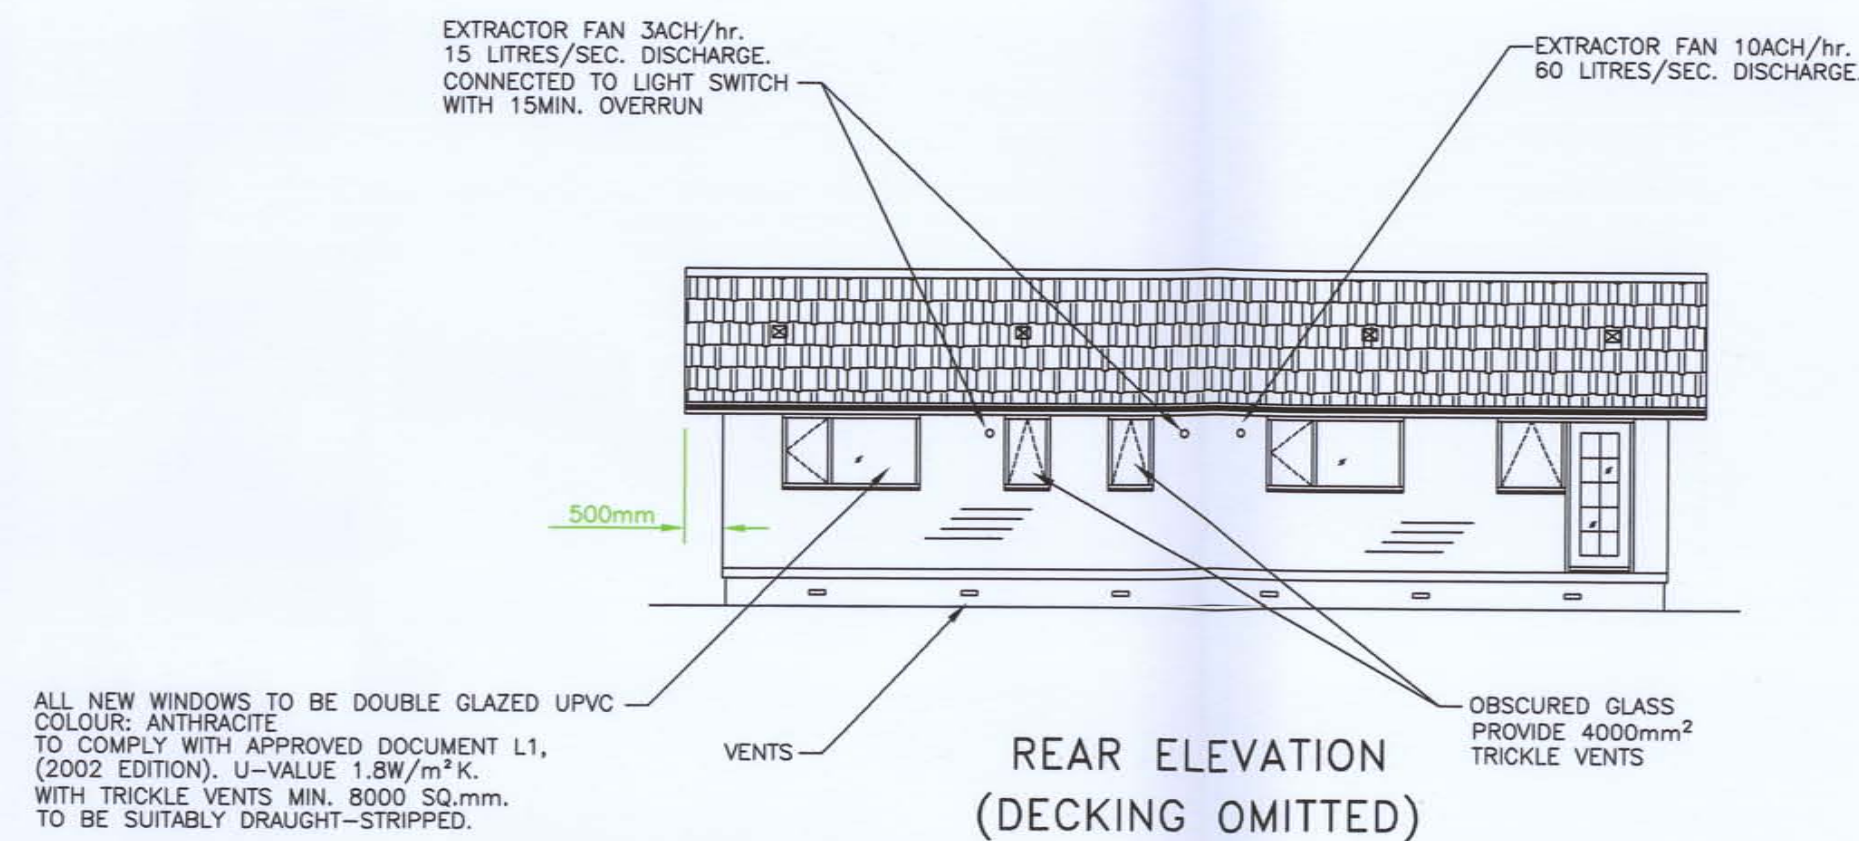 EXTRACTOR FAN 3ACH/hr.
15 LITRES/SEC. DISCHARGE.
CONNECTED TO LIGHT SWITCH
WITH 15MIN. OVERRUN
EXTRACTOR FAN 10ACH/hr.
60 LITRES/SEC. DISCHARGE.
500mm
ALL NEW WINDOWS TO BE DOUBLE GLAZED UPVC
COLOUR: ANTHRACITE
TO COMPLY WITH APPROVED DOCUMENT L1,
(2002 EDITION). U-VALUE 1.8W/m²K.
WITH TRICKLE VENTS MIN. 8000 SQ.mm.
TO BE SUITABLY DRAUGHT-STRIPPED.
VENTS
REAR ELEVATION
(DECKING OMITTED)
OBSCURED GLASS
PROVIDE 4000mm²
TRICKLE VENTS